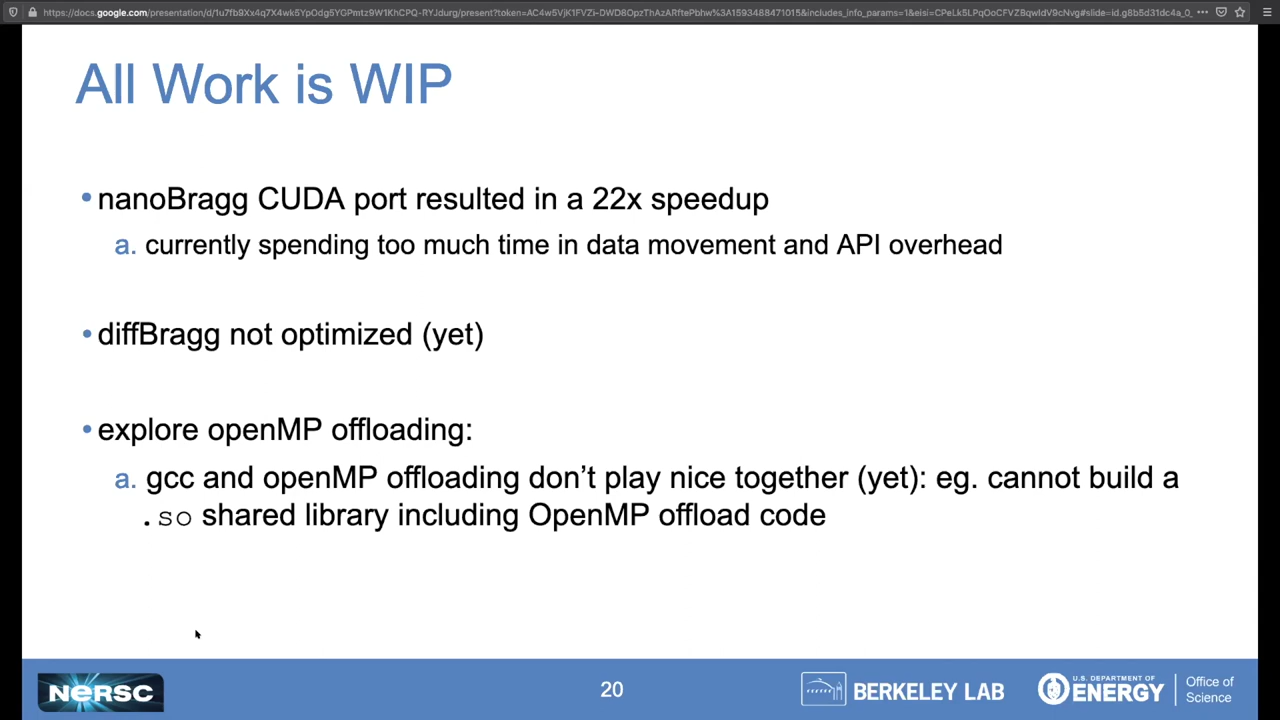 All Work is WIP
• nanoBragg CUDA port resulted in a 22x speedup
a. currently spending too much time in data movement and API overhead
• diffBragg not optimized (yet)
• explore openMP offloading:
a. gcc and openMP offloading don’t play nice together (yet): eg. cannot build a
.so shared library including OpenMP offload code
NERSC
20
BERKELEY LAB
U.S. DEPARTMENT OF
ENERGY
Office of
Science